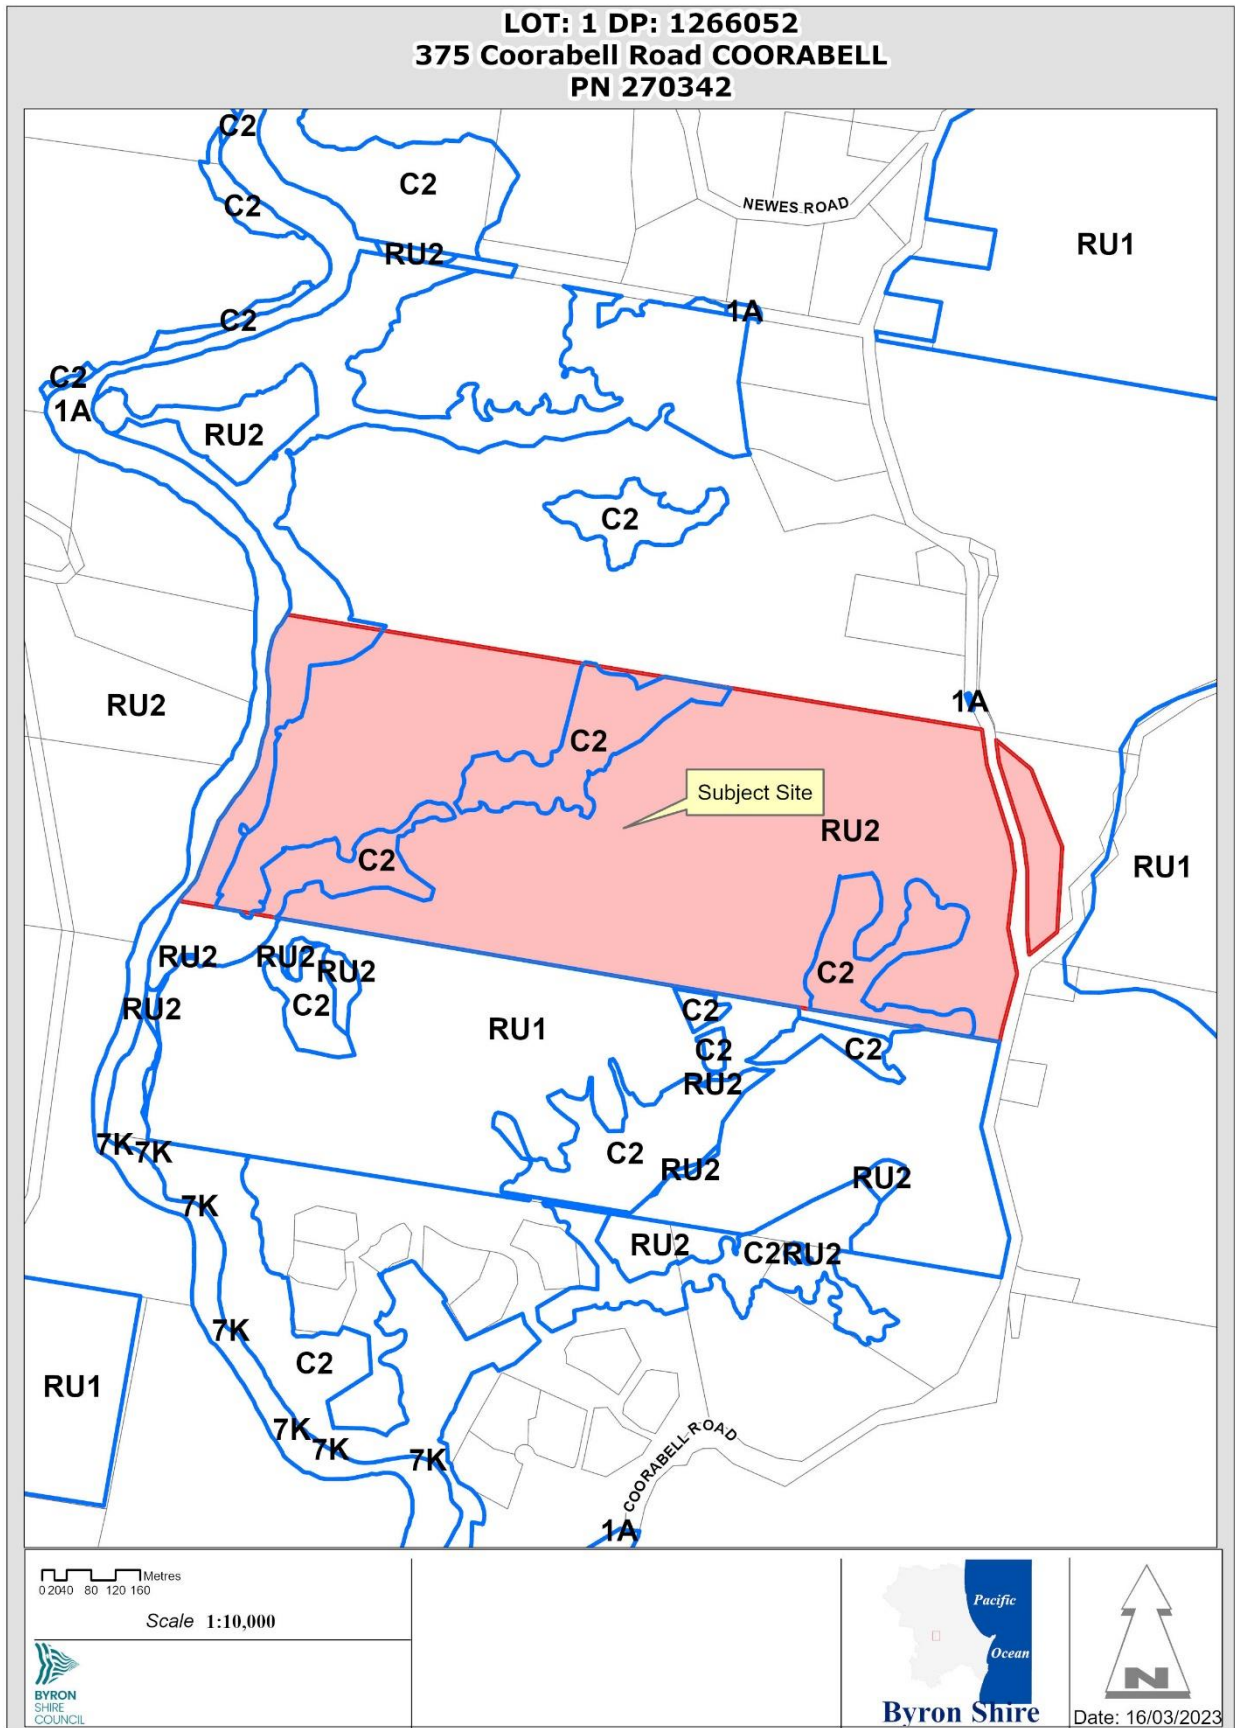 LOT: 1 DP: 1266052
375 Coorabell Road COORABELL
PN 270342
C2
C2
C2
NEWES ROAD
RU2
RU1
C2
1A
C2
1A
RU2
C2
RU2
1A
C2
Subject Site
RU2
C2
RU1
RU2
RU2
RU2
C2
RU2
C2
C2
RU1
C2
C2
RU2
7K
7K
C2
RU2
RU2
7K
RU2
C2
RU2
7K
C2
RU1
7K
7K
7K
COORABELL ROAD
1A
Metres
0 20 40 80 120 160
Scale 1:10,000
BYRON
SHIRE
COUNCIL
Pacific
Ocean
Byron Shire
N
Date: 16/03/2023